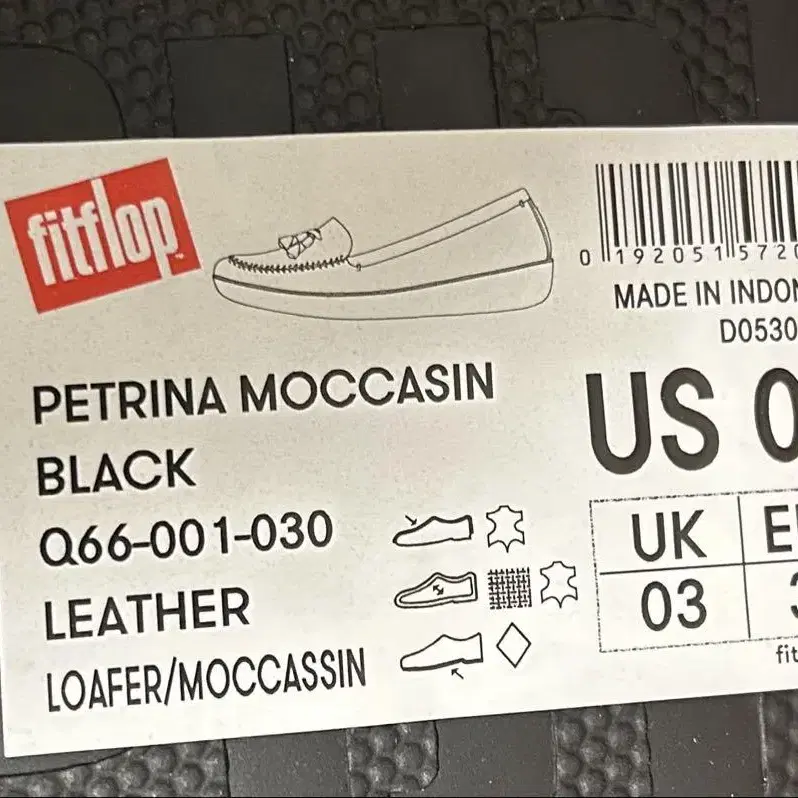 fitflop
0 192051 572
MADE IN INDON
D0530
PETRINA MOCCASIN
US 0
BLACK
Q66-001-030
UK
03
LEATHER
LOAFER/MOCCASSIN
fit